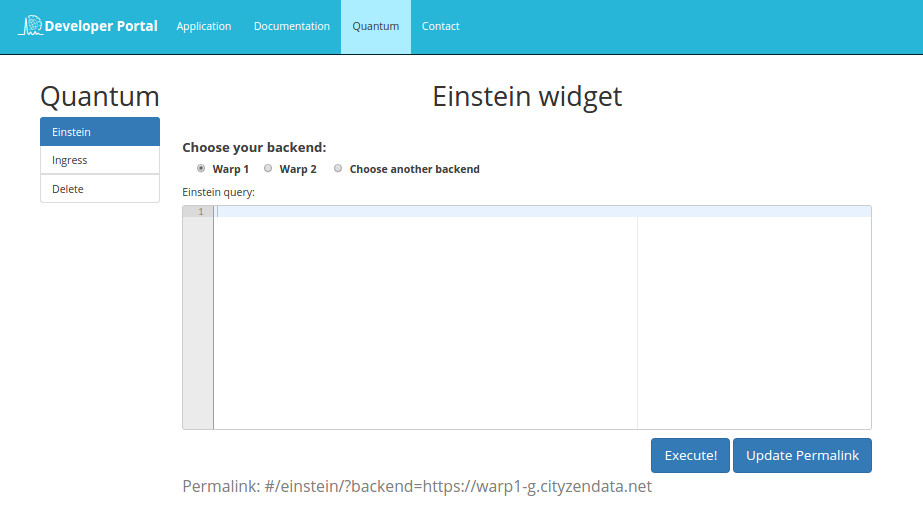 Developer Portal Application Documentation Quantum Contact
Quantum
Einstein
Ingress
Delete
Einstein widget
Choose your backend:
Warp 1 Warp 2 Choose another backend
Einstein query:
1
Execute! Update Permalink
Permalink: #/einstein/?backend=https://warp1-g.cityzendata.net